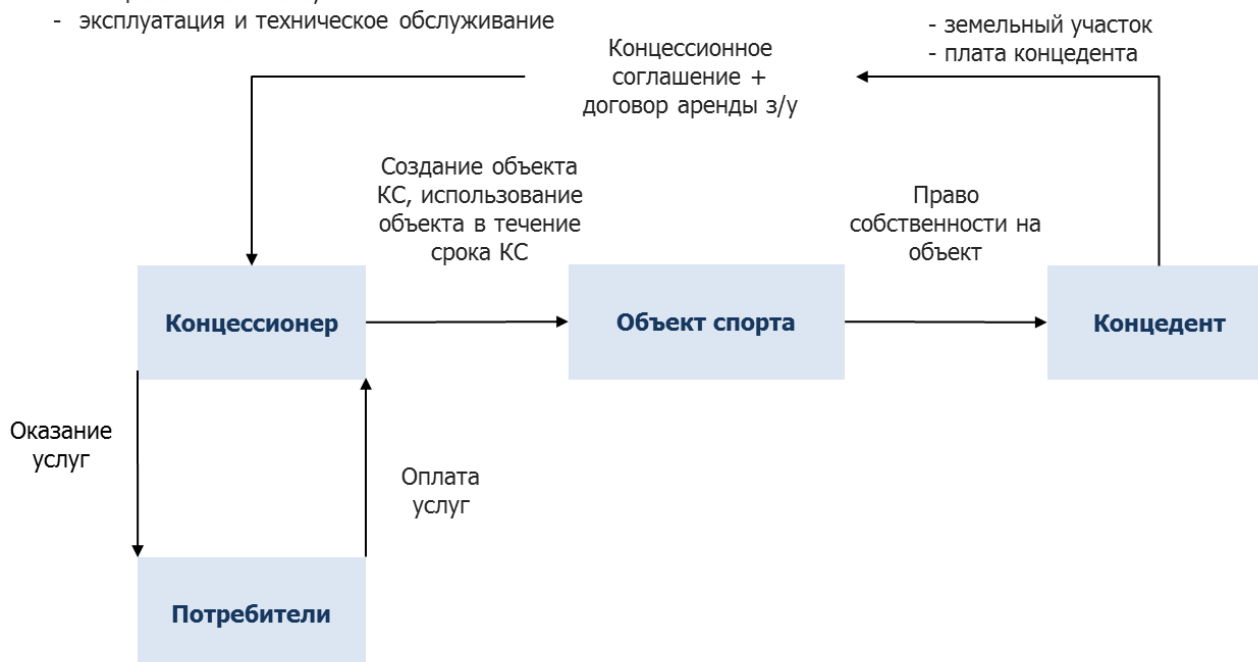 - эксплуатация и техническое обслуживание
- земельный участок
- плата концедента
Концессионное
соглашение +
договор аренды з/у
Создание объекта
КС, использование
объекта в течение
срока КС
Право
собственности на
объект
Концессионер
Объект спорта
Концедент
Оказание
услуг
Оплата
услуг
Потребители